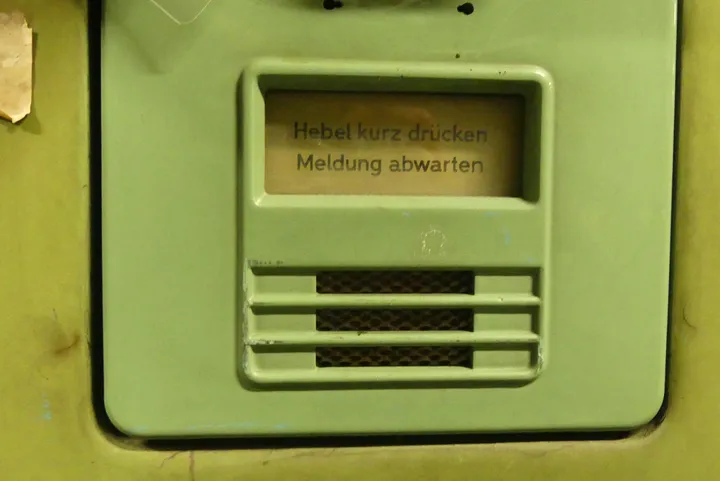 Hebel kurz drücken
Meldung abwarten